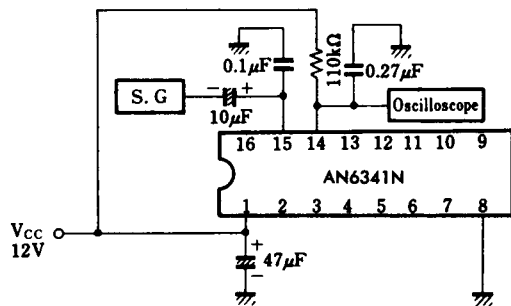 0.1μF
110kΩ
0.27μF
S. G
− +
10μF
Oscilloscope
16 15 14 13 12 11 10 9
AN6341N
1 2 3 4 5 6 7 8
VCC
12V
+
47μF
−